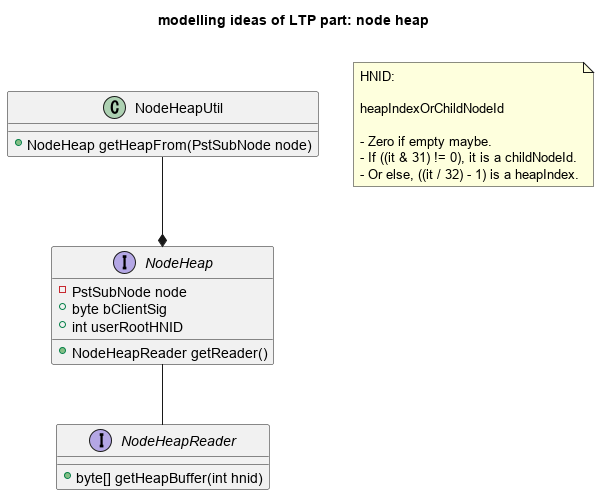 modelling ideas of LTP part: node heap
C NodeHeapUtil
NodeHeap getHeapFrom(PstSubNode node)
HNID:
heapIndexOrChildNodeId
- Zero if empty maybe.
- If ((it & 31) != 0), it is a childNodeId.
- Or else, ((it / 32) - 1) is a heapIndex.
I NodeHeap
PstSubNode node
byte bClientSig
int userRootHNID
NodeHeapReader getReader()
I NodeHeapReader
byte[] getHeapBuffer(int hnid)